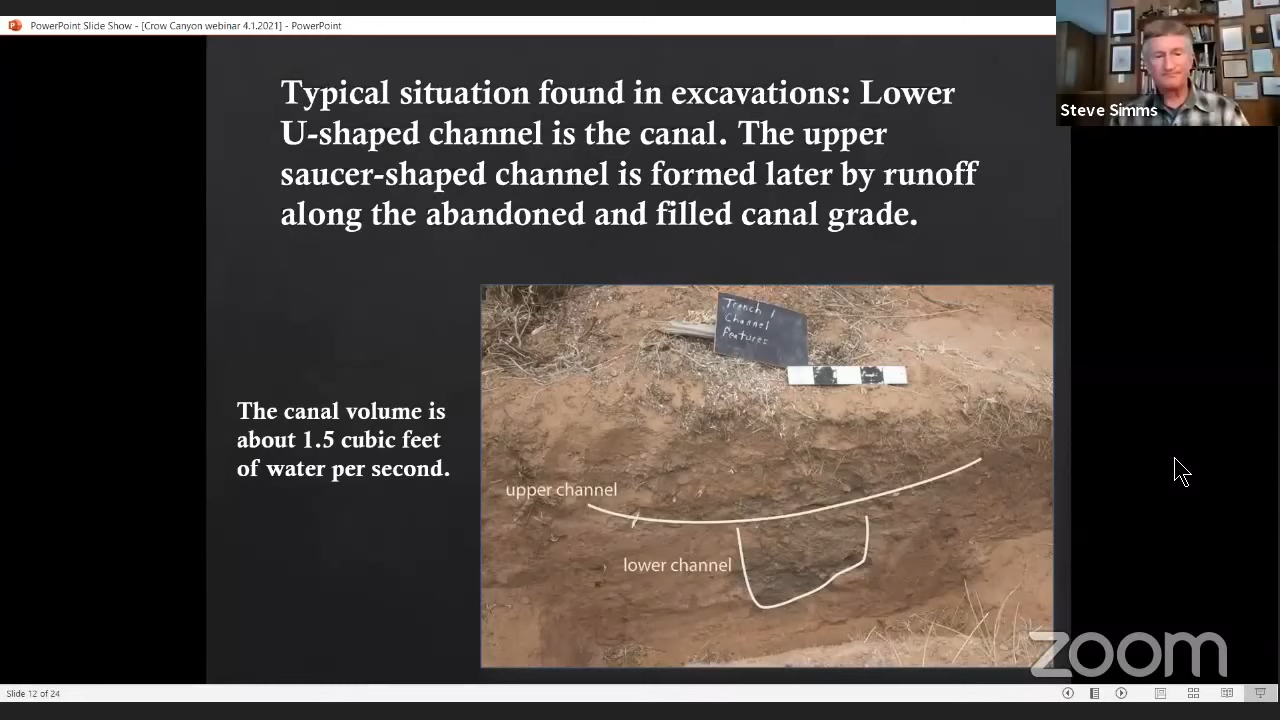 PowerPoint Slide Show - [Crow Canyon webinar 4.1.2021] - PowerPoint
Steve Simms
Typical situation found in excavations: Lower
U-shaped channel is the canal. The upper
saucer-shaped channel is formed later by runoff
along the abandoned and filled canal grade.
Trench 1
Channel
Features
The canal volume is
about 1.5 cubic feet
of water per second.
upper channel
lower channel
zoom
Slide 12 of 24